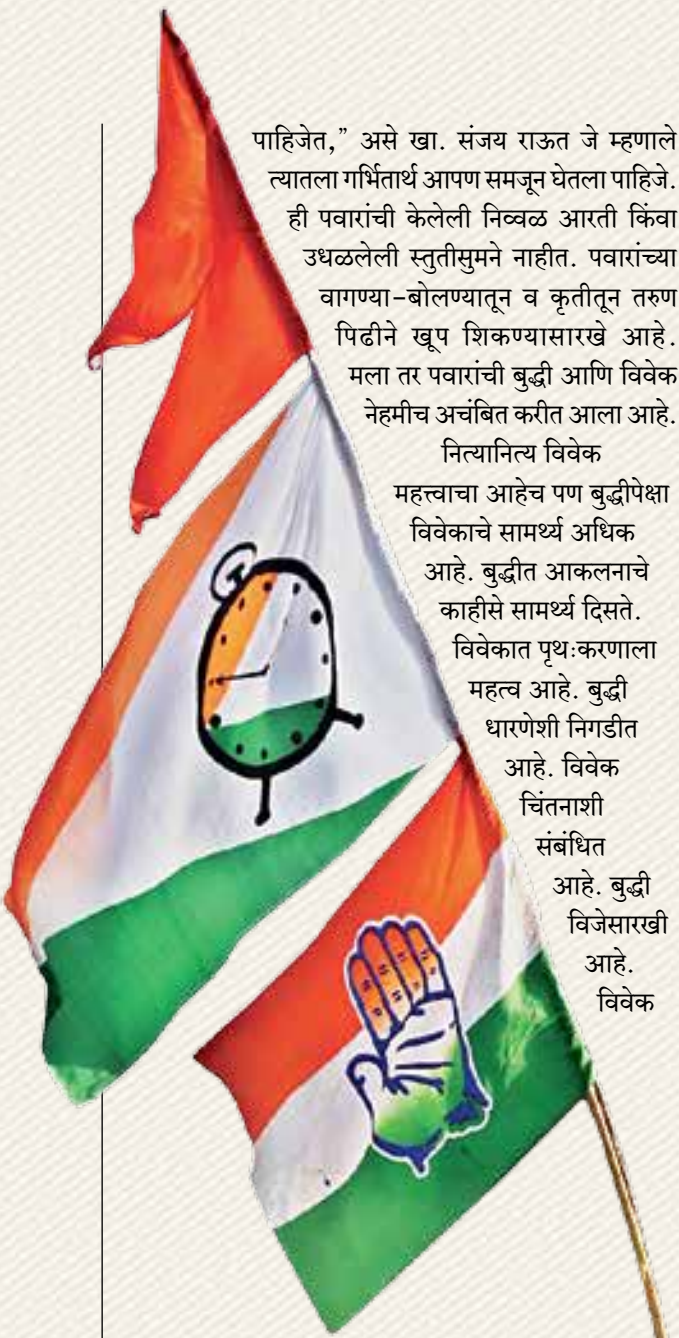 पाहिजेत,” असे खा. संजय राऊत जे म्हणाले
त्यातला गर्भितार्थ आपण समजून घेतला पाहिजे.
ही पवारांची केलेली निव्वळ आरती किंवा
उधळलेली स्तुतीसुमने नाहीत. पवारांच्या
वागण्या-बोलण्यातून व कृतीतून तरुण
पिढीने खूप शिकण्यासारखे आहे.
मला तर पवारांची बुद्धी आणि विवेक
नेहमीच अचंबित करीत आला आहे.
नित्यानित्य विवेक
महत्त्वाचा आहेच पण बुद्धीपेक्षा
विवेकाचे सामर्थ्य अधिक
आहे. बुद्धीत आकलनाचे
काहीसे सामर्थ्य दिसते.
विवेकात पृथःकरणाला
महत्व आहे. बुद्धी
धारणेशी निगडीत
आहे. विवेक
चिंतनाशी
संबंधित
आहे. बुद्धी
विजेसारखी
आहे.
विवेक